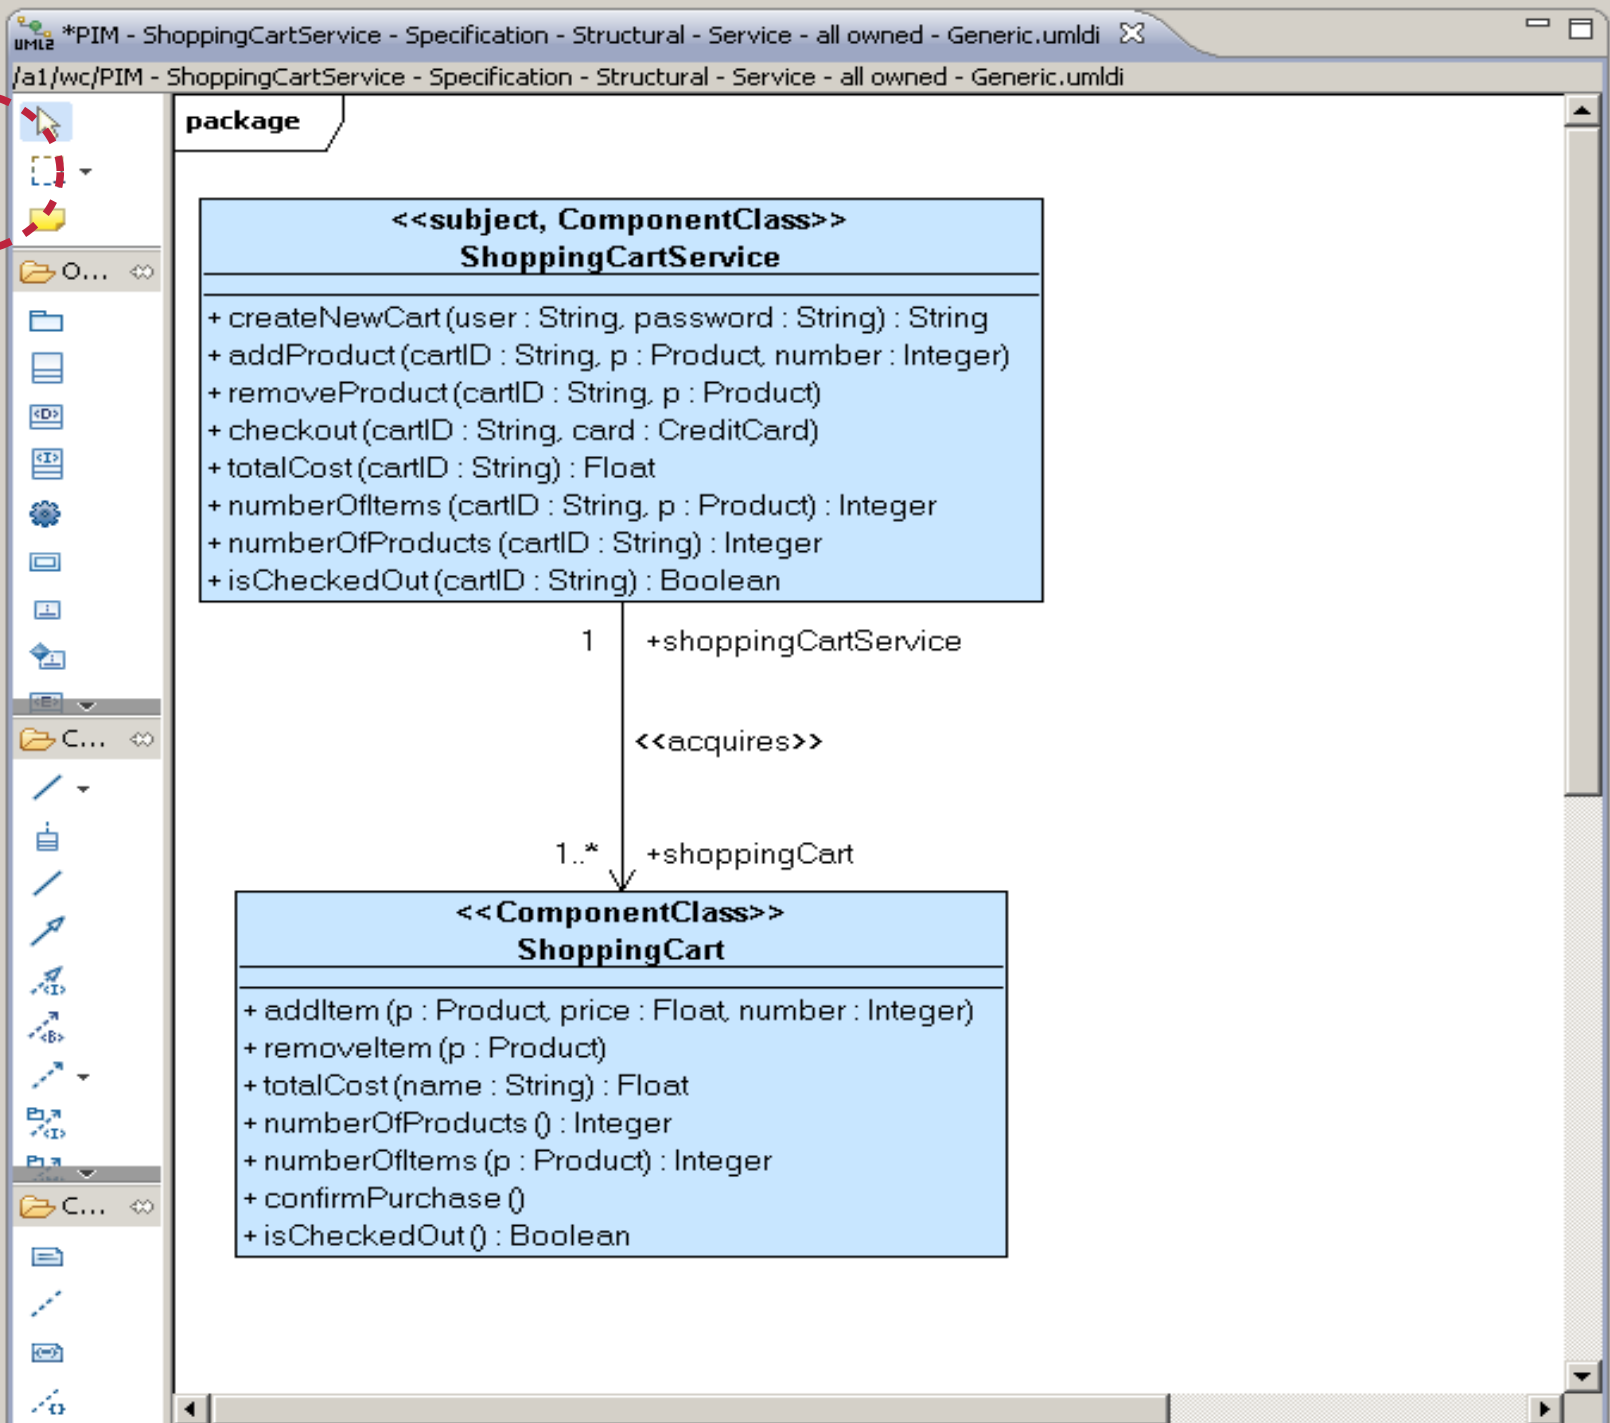 UML2 *PIM - ShoppingCartService - Specification - Structural - Service - all owned - Generic.umldi
/a1/wc/PIM - ShoppingCartService - Specification - Structural - Service - all owned - Generic.umldi
package
<<subject, ComponentClass>>
ShoppingCartService
+ createNewCart(user : String, password : String) : String
+ addProduct(cartID : String, p : Product, number : Integer)
+ removeProduct(cartID : String, p : Product)
+ checkout(cartID : String, card : CreditCard)
+ totalCost(cartID : String) : Float
+ numberOfItems (cartID : String, p : Product) : Integer
+ numberOfProducts (cartID : String) : Integer
+ isCheckedOut(cartID : String) : Boolean
1 +shoppingCartService
<<acquires>>
1..* +shoppingCart
<<ComponentClass>>
ShoppingCart
+ addItem (p : Product, price : Float, number : Integer)
+ removeItem (p : Product)
+ totalCost(name : String) : Float
+ numberOfProducts () : Integer
+ numberOfItems (p : Product) : Integer
+ confirmPurchase ()
+ isCheckedOut() : Boolean
O...
<D>
<I>
<E>
C...
<I>
<B>
<I>
C...